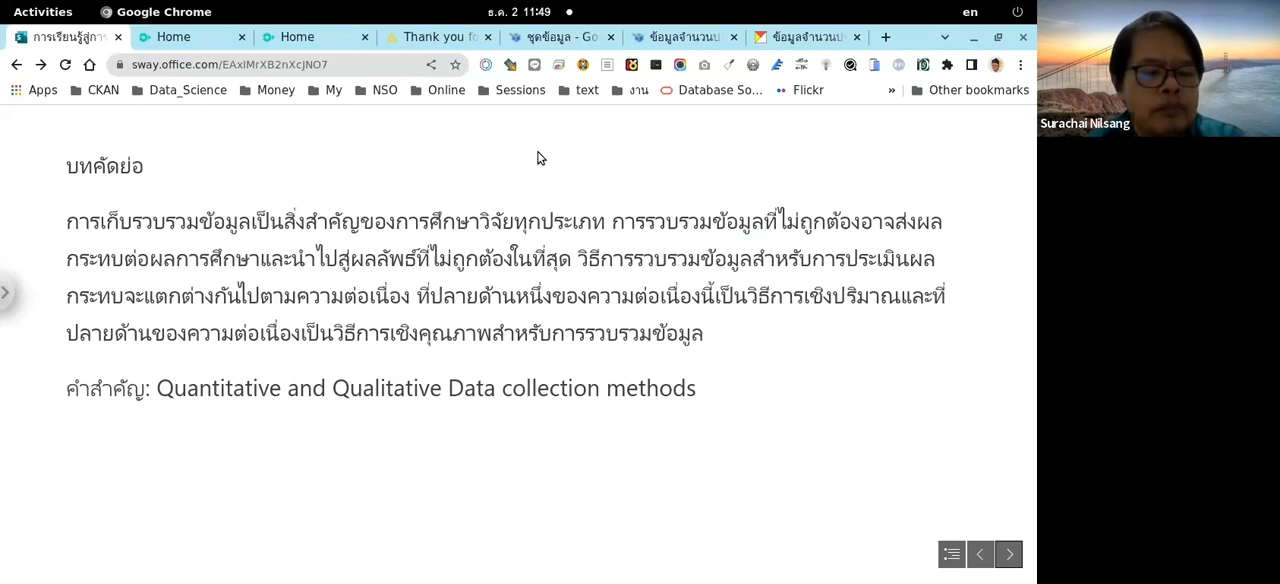 Activities
Google Chrome
ธ.ค. 2 11:49
en
การเรียนรู้สู่การ
Home
Home
Thank you fo
ชุดข้อมูล - Go
ข้อมูลจำนวนปร
ข้อมูลจำนวนปร
sway.office.com/EAxIMrXB2nXcJNO7
Apps
CKAN
Data_Science
Money
My
NSO
Online
Sessions
text
งาน
Database So...
Flickr
»
Other bookmarks
Surachai Nilsang
บทคัดย่อ
การเก็บรวบรวมข้อมูลเป็นสิ่งสำคัญของการศึกษาวิจัยทุกประเภท การรวบรวมข้อมูลที่ไม่ถูกต้องอาจส่งผล
กระทบต่อผลการศึกษาและนำไปสู่ผลลัพธ์ที่ไม่ถูกต้องในที่สุด วิธีการรวบรวมข้อมูลสำหรับการประเมินผล
กระทบจะแตกต่างกันไปตามความต่อเนื่อง ที่ปลายด้านหนึ่งของความต่อเนื่องนี้เป็นวิธีการเชิงปริมาณและที่
ปลายด้านของความต่อเนื่องเป็นวิธีการเชิงคุณภาพสำหรับการรวบรวมข้อมูล
คำสำคัญ: Quantitative and Qualitative Data collection methods